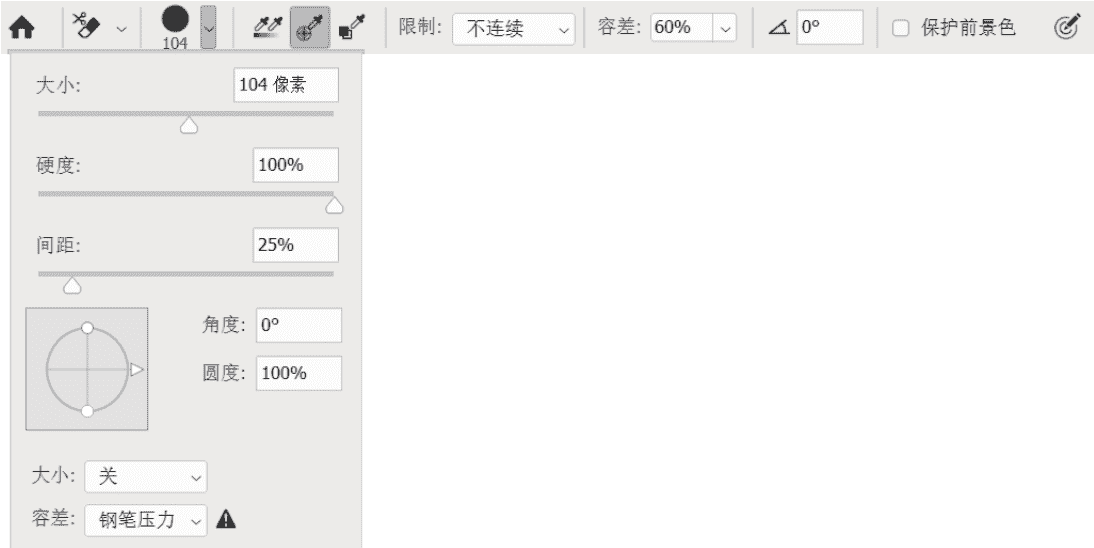 104 限制: 不连续 容差: 60% 0° 保护前景色
大小: 104 像素
硬度: 100%
间距: 25%
角度: 0°
圆度: 100%
大小: 关
容差: 钢笔压力